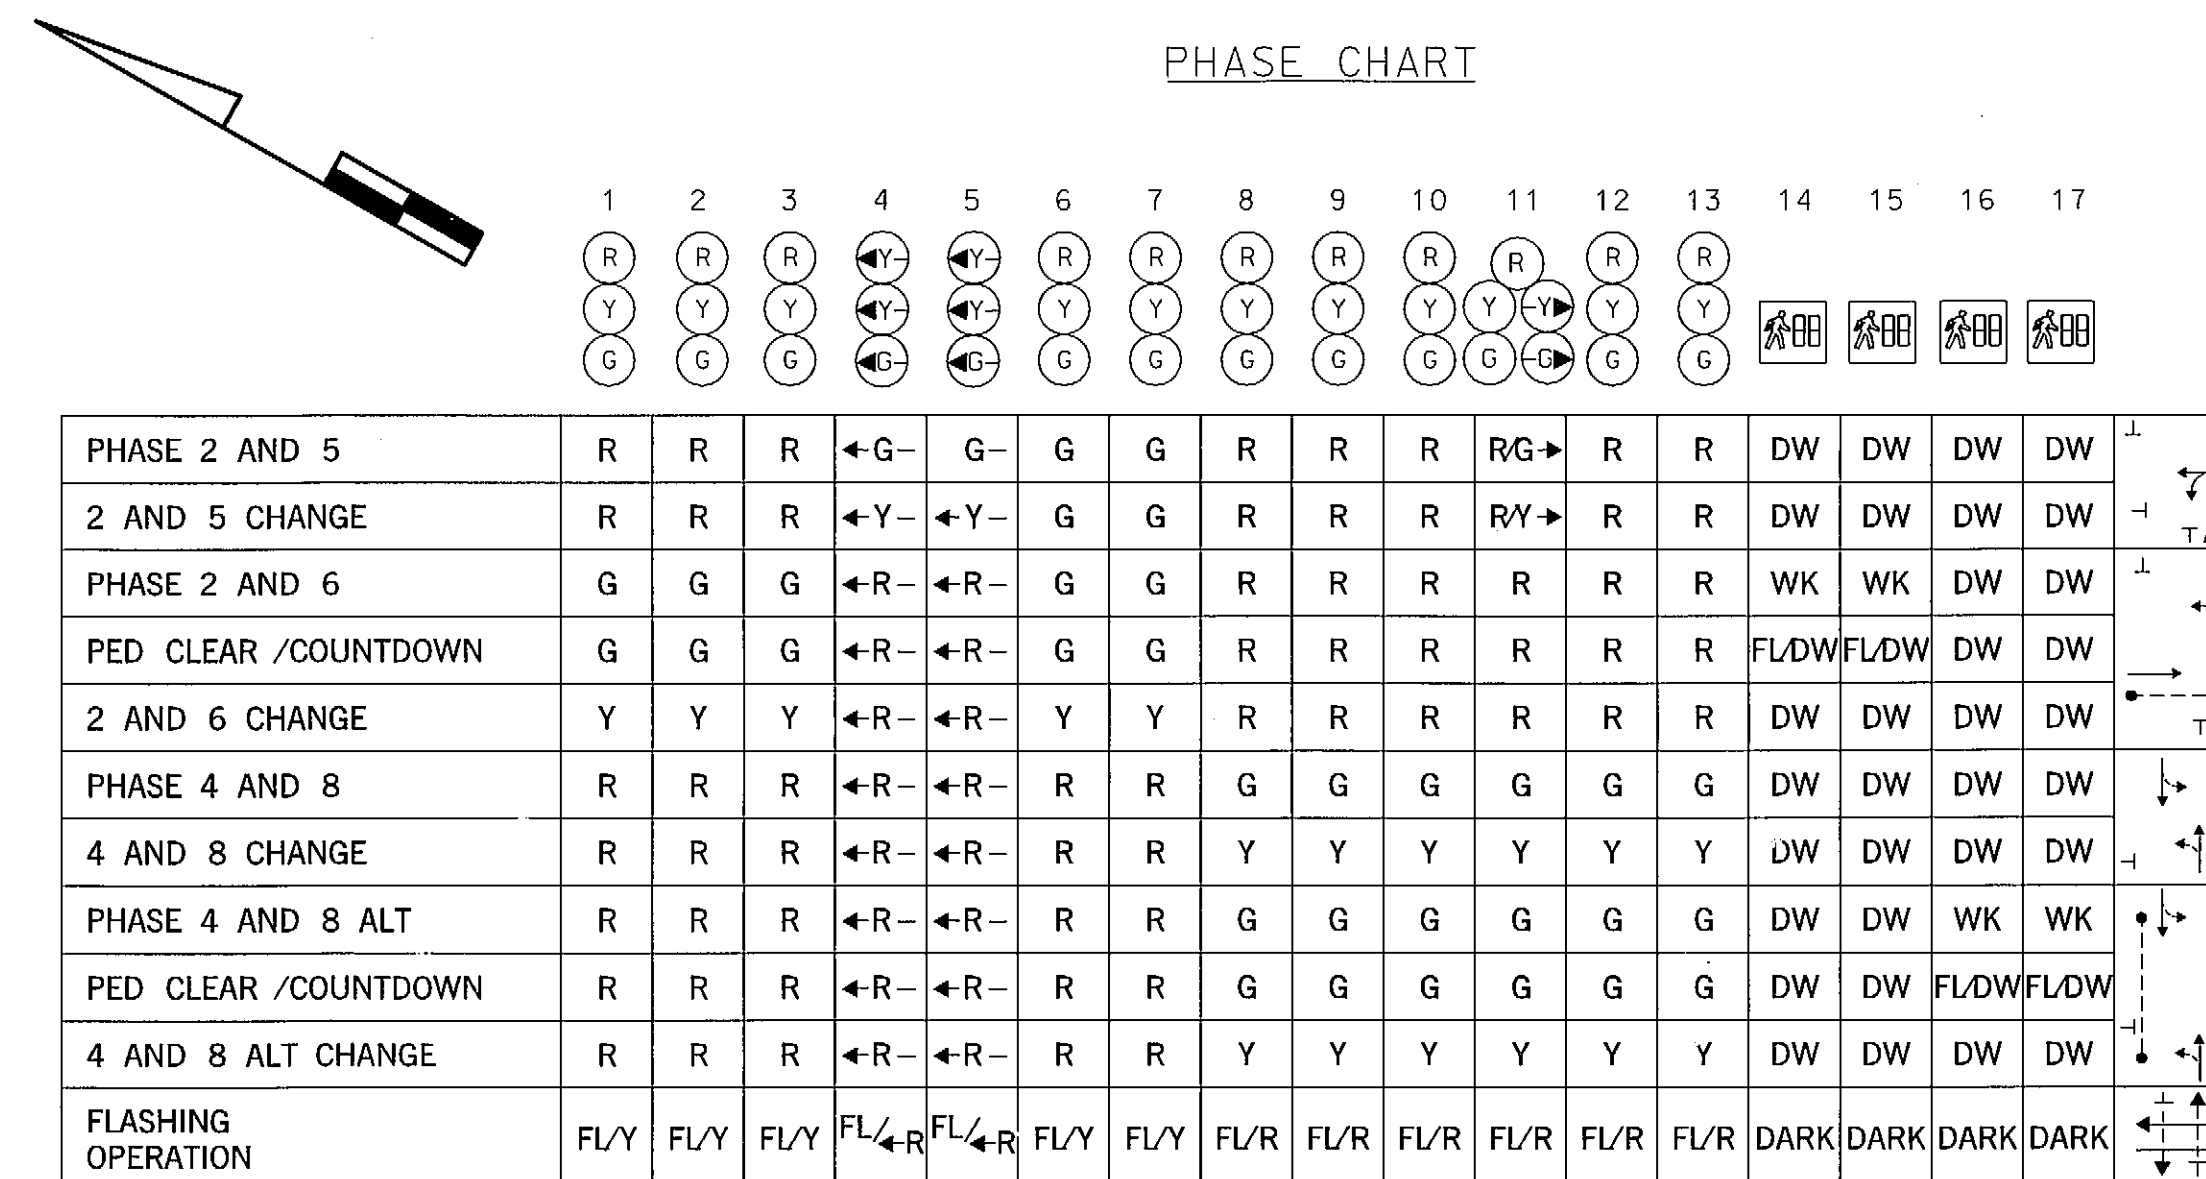 PHASE CHART
1 2 3 4 5 6 7 8 9 10 11 12 13 14 15 16 17
R R R ◄Y- ◄Y- R R R R R R R R
Y Y Y ◄Y- ◄Y- Y Y Y Y Y Y -Y► Y Y
G G G ◄G- ◄G- G G G G G G -G► G G
PHASE 2 AND 5 R R R ←G- G- G G R R R R/G→ R R DW DW DW DW
2 AND 5 CHANGE R R R ←Y- ←Y- G G R R R R/Y→ R R DW DW DW DW
PHASE 2 AND 6 G G G ←R- ←R- G G R R R R R R WK WK DW DW
PED CLEAR /COUNTDOWN G G G ←R- ←R- G G R R R R R R FL/DW FL/DW DW DW
2 AND 6 CHANGE Y Y Y ←R- ←R- Y Y R R R R R R DW DW DW DW
PHASE 4 AND 8 R R R ←R- ←R- R R G G G G G G DW DW DW DW
4 AND 8 CHANGE R R R ←R- ←R- R R Y Y Y Y Y Y DW DW DW DW
PHASE 4 AND 8 ALT R R R ←R- ←R- R R G G G G G G DW DW WK WK
PED CLEAR /COUNTDOWN R R R ←R- ←R- R R G G G G G G DW DW FL/DW FL/DW
4 AND 8 ALT CHANGE R R R ←R- ←R- R R Y Y Y Y Y Y DW DW DW DW
FLASHING
OPERATION FL/Y FL/Y FL/Y FL/←R FL/←R FL/Y FL/Y FL/R FL/R FL/R FL/R FL/R FL/R DARK DARK DARK DARK